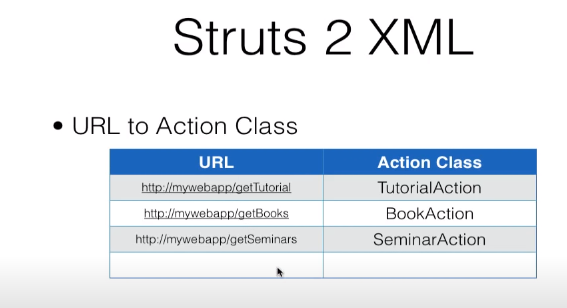 Struts 2 XML
• URL to Action Class
URL Action Class
http://mywebapp/getTutorial TutorialAction
http://mywebapp/getBooks BookAction
http://mywebapp/getSeminars SeminarAction